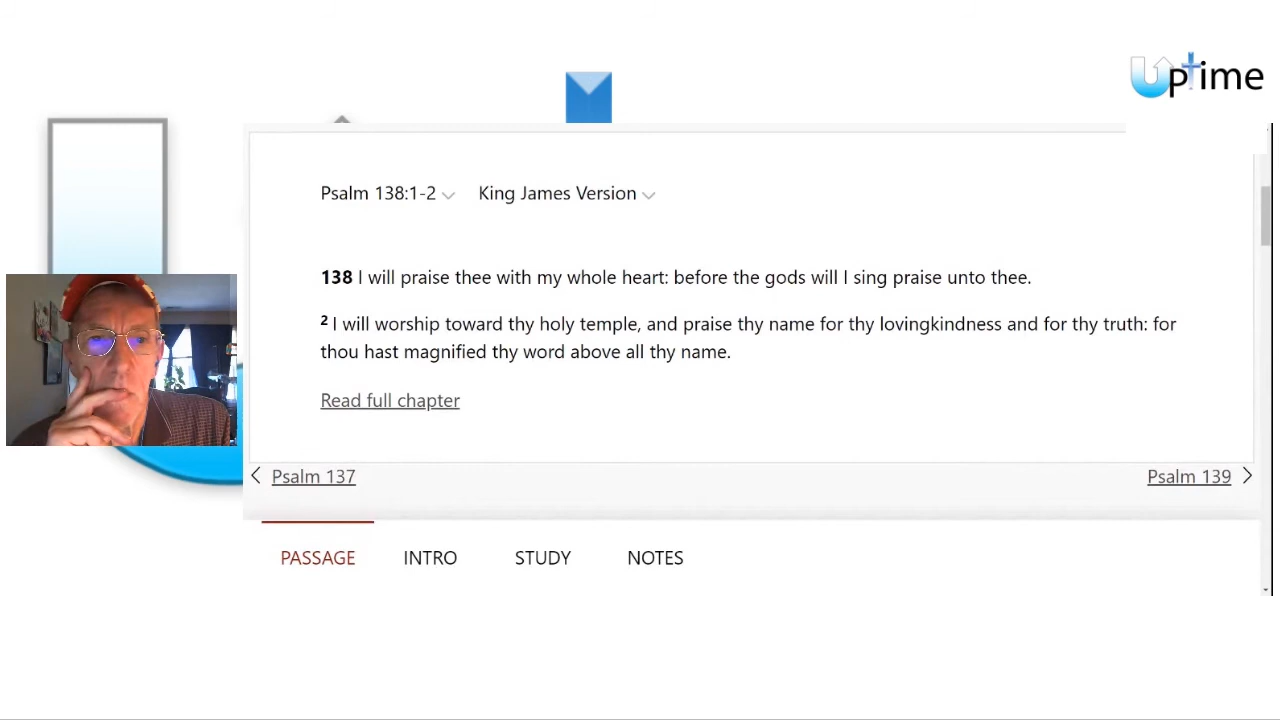 Uptime
Psalm 138:1-2 King James Version
138 I will praise thee with my whole heart: before the gods will I sing praise unto thee.
2 I will worship toward thy holy temple, and praise thy name for thy lovingkindness and for thy truth: for
thou hast magnified thy word above all thy name.
Read full chapter
Psalm 137 Psalm 139
PASSAGE INTRO STUDY NOTES